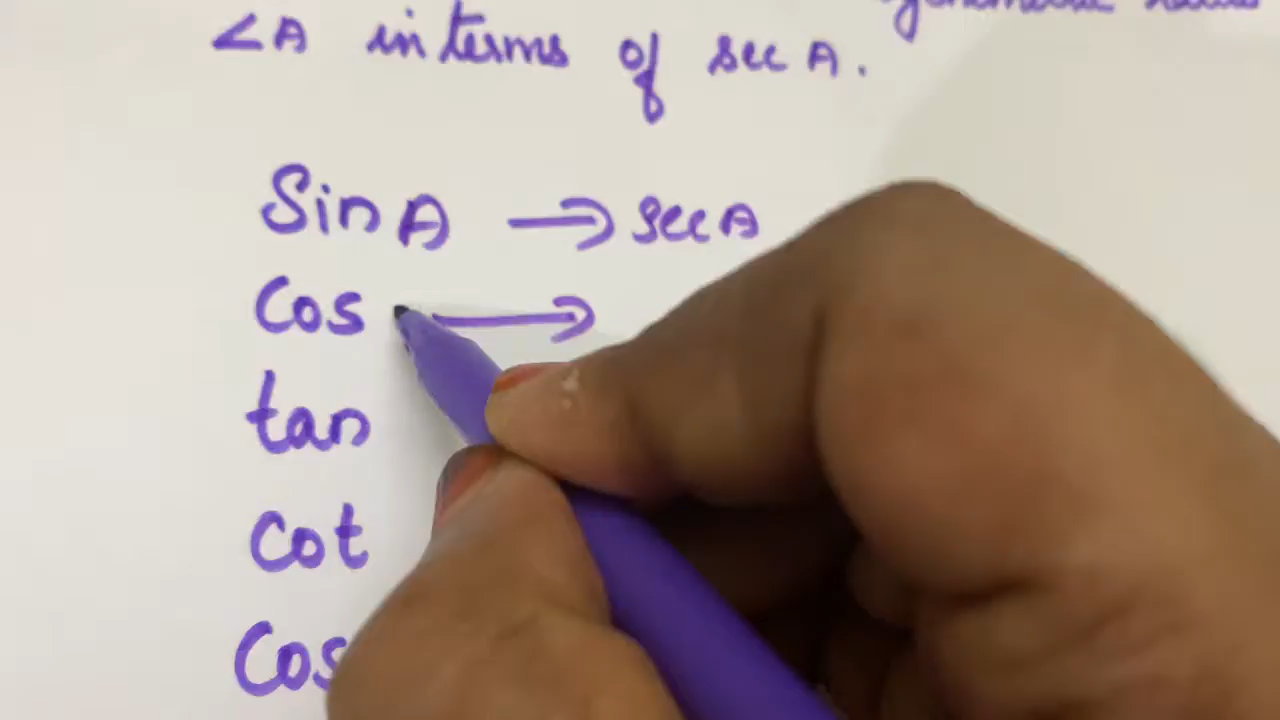 ∠A in terms of sec A.
Sin A → sec A
Cos →
tan
cot
Cos